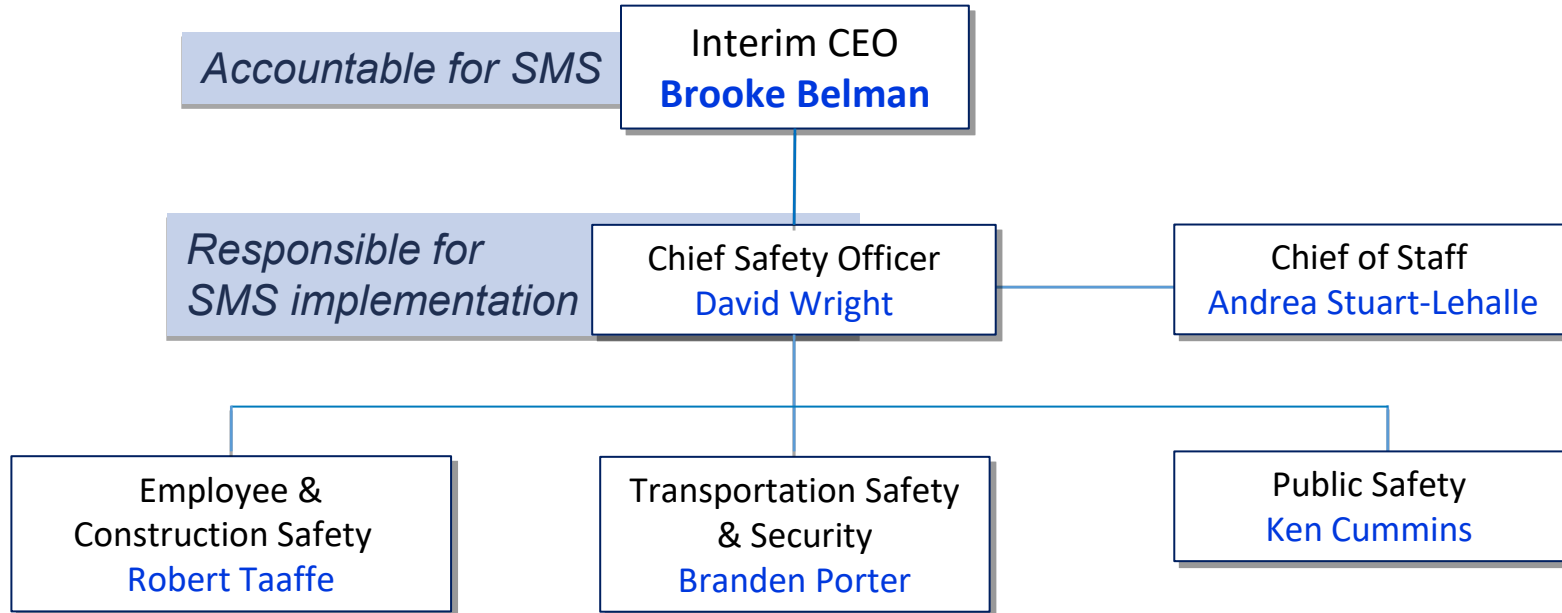 Accountable for SMS
Interim CEO
Brooke Belman
Responsible for
SMS implementation
Chief Safety Officer
David Wright
Chief of Staff
Andrea Stuart-Lehalle
Employee &
Construction Safety
Robert Taaffe
Transportation Safety
& Security
Branden Porter
Public Safety
Ken Cummins